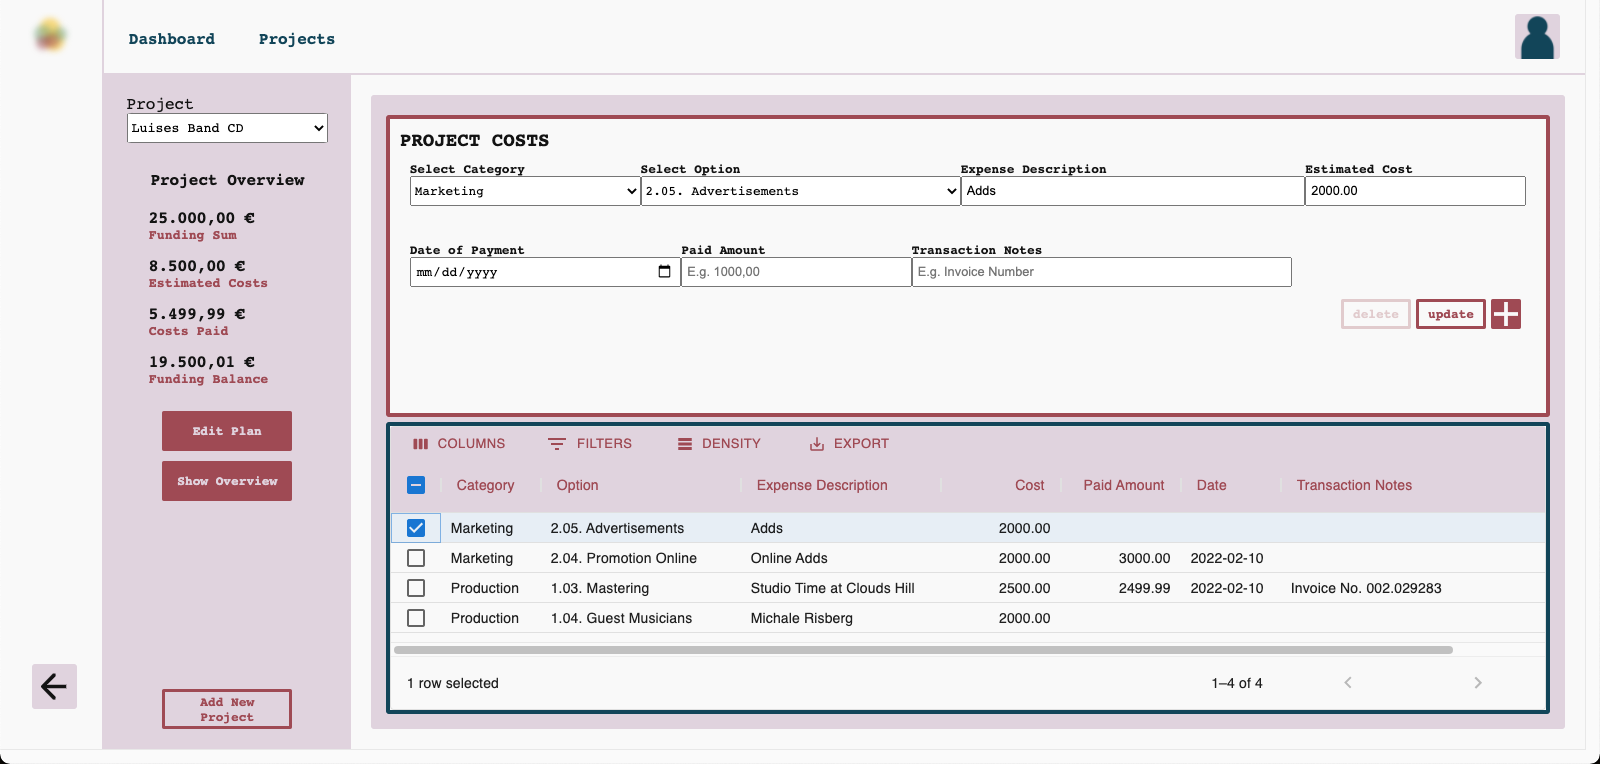 Dashboard Projects
Project
Luises Band CD
Project Overview
25.000,00 €
Funding Sum
8.500,00 €
Estimated Costs
5.499,99 €
Costs Paid
19.500,01 €
Funding Balance
Edit Plan
Show Overview
Add New
Project
PROJECT COSTS
Select Category Select Option Expense Description Estimated Cost
Marketing 2.05. Advertisements Adds 2000.00
Date of Payment Paid Amount Transaction Notes
mm/dd/yyyy E.g. 1000,00 E.g. Invoice Number
delete update
COLUMNS FILTERS DENSITY EXPORT
Category Option Expense Description Cost Paid Amount Date Transaction Notes
Marketing 2.05. Advertisements Adds 2000.00
Marketing 2.04. Promotion Online Online Adds 2000.00 3000.00 2022-02-10
Production 1.03. Mastering Studio Time at Clouds Hill 2500.00 2499.99 2022-02-10 Invoice No. 002.029283
Production 1.04. Guest Musicians Michale Risberg 2000.00
1 row selected 1–4 of 4